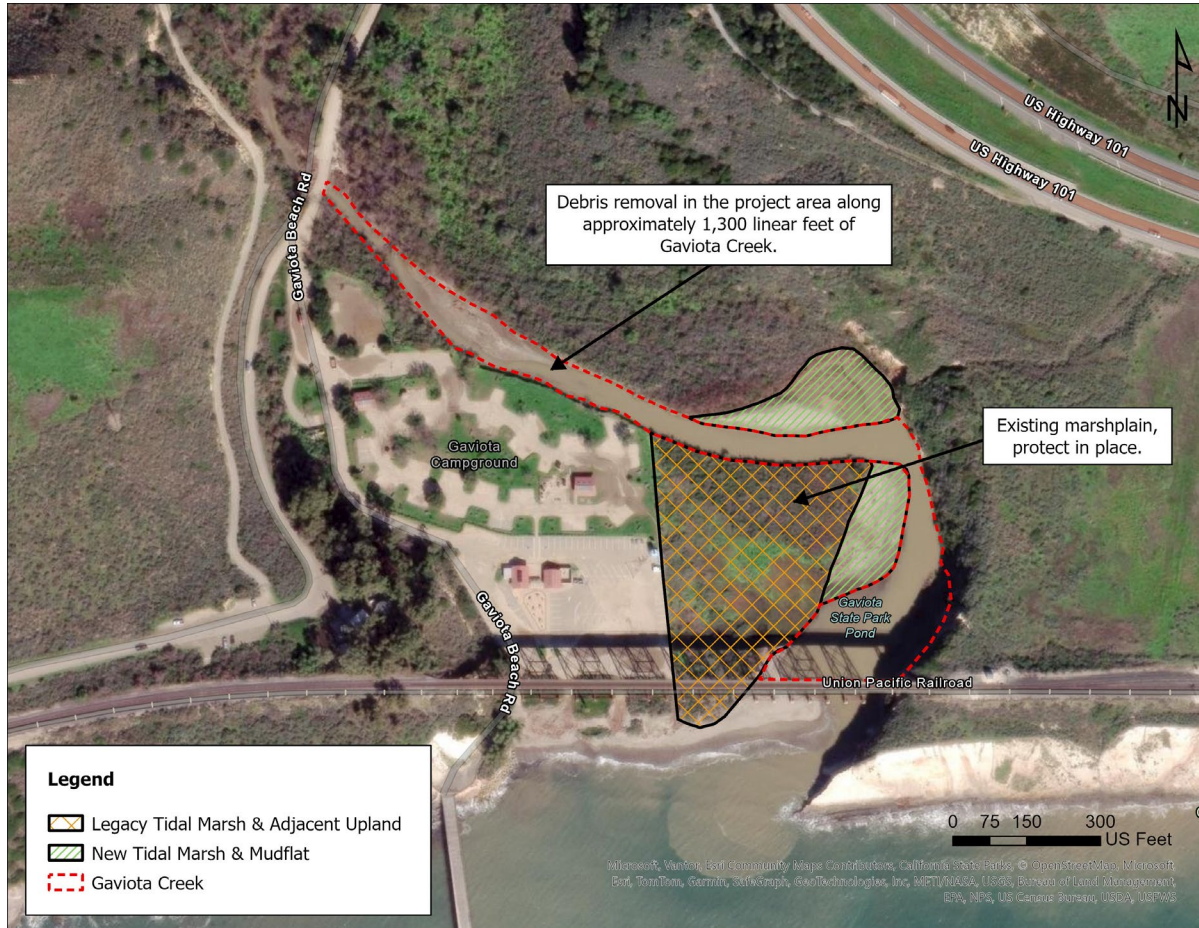 N
US Highway 101
US Highway 101
Gaviota Beach Rd
Debris removal in the project area along
approximately 1,300 linear feet of
Gaviota Creek.
Existing marshplain,
protect in place.
Gaviota
Campground
Gaviota
State Park
Pond
Gaviota Beach Rd
Union Pacific Railroad
Legend
Legacy Tidal Marsh & Adjacent Upland
New Tidal Marsh & Mudflat
Gaviota Creek
0 75 150 300
US Feet
Microsoft, Vantor, Esri Community Maps Contributors, California State Parks, © OpenStreetMap, Microsoft,
Esri, TomTom, Garmin, SafeGraph, GeoTechnologies, Inc, METI/NASA, USGS, Bureau of Land Management,
EPA, NPS, US Census Bureau, USDA, USFWS